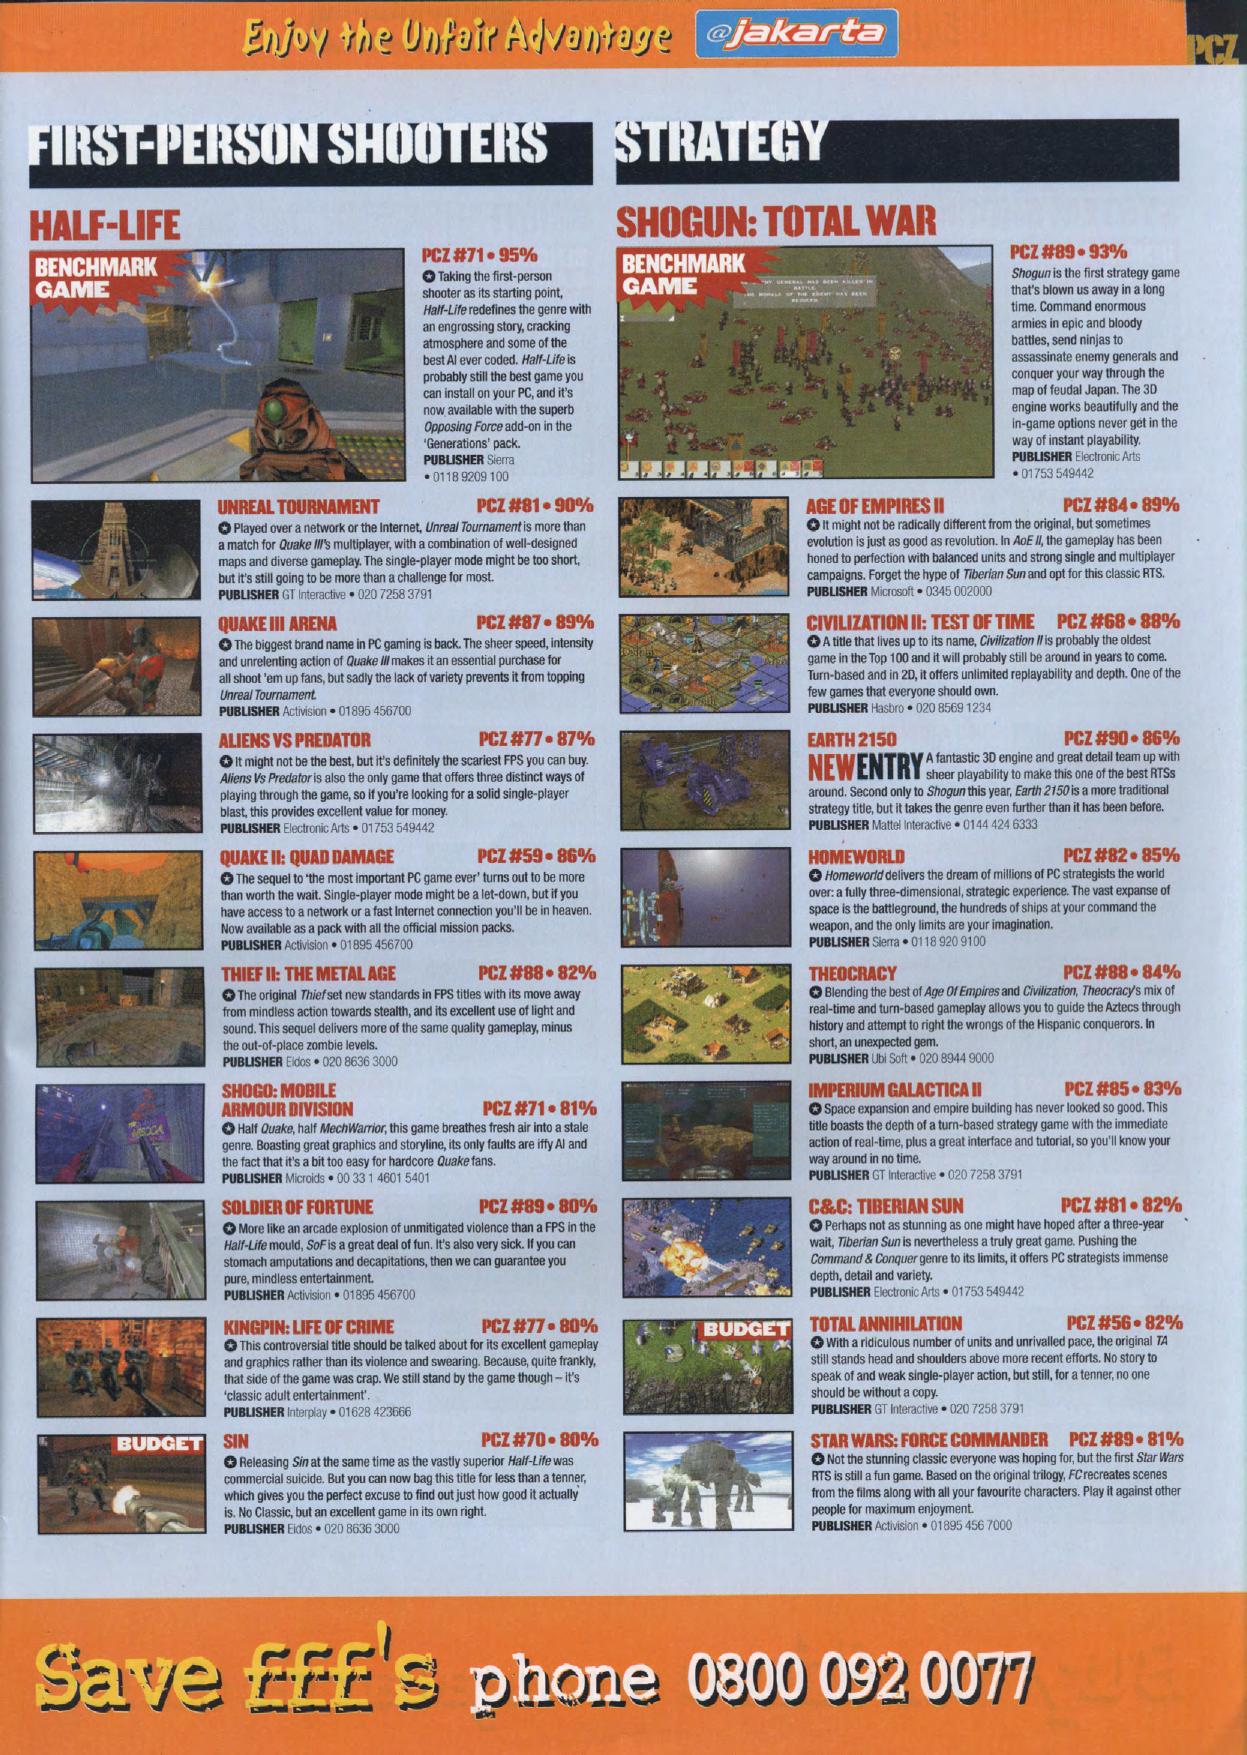 Enjoy the Unfair Advantage @jakarta
PCZ
FIRST-PERSON SHOOTERS
HALF-LIFE
BENCHMARK
GAME
PCZ #71 • 95%
Taking the first-person
shooter as its starting point,
Half-Life redefines the genre with
an engrossing story, cracking
atmosphere and some of the
best AI ever coded. Half-Life is
probably still the best game you
can install on your PC, and it's
now available with the superb
Opposing Force add-on in the
'Generations' pack.
PUBLISHER Sierra
• 0118 9209 100
UNREAL TOURNAMENT PCZ #81 • 90%
Played over a network or the Internet, Unreal Tournament is more than
a match for Quake III's multiplayer, with a combination of well-designed
maps and diverse gameplay. The single-player mode might be too short,
but it's still going to be more than a challenge for most.
PUBLISHER GT Interactive • 020 7258 3791
QUAKE III ARENA PCZ #87 • 89%
The biggest brand name in PC gaming is back. The sheer speed, intensity
and unrelenting action of Quake III makes it an essential purchase for
all shoot 'em up fans, but sadly the lack of variety prevents it from topping
Unreal Tournament.
PUBLISHER Activision • 01895 456700
ALIENS VS PREDATOR PCZ #77 • 87%
It might not be the best, but it's definitely the scariest FPS you can buy.
Aliens Vs Predator is also the only game that offers three distinct ways of
playing through the game, so if you're looking for a solid single-player
blast, this provides excellent value for money.
PUBLISHER Electronic Arts • 01753 549442
QUAKE II: QUAD DAMAGE PCZ #59 • 86%
The sequel to 'the most important PC game ever' turns out to be more
than worth the wait. Single-player mode might be a let-down, but if you
have access to a network or a fast Internet connection you'll be in heaven.
Now available as a pack with all the official mission packs.
PUBLISHER Activision • 01895 456700
THIEF II: THE METAL AGE PCZ #88 • 82%
The original Thief set new standards in FPS titles with its move away
from mindless action towards stealth, and its excellent use of light and
sound. This sequel delivers more of the same quality gameplay, minus
the out-of-place zombie levels.
PUBLISHER Eidos • 020 8636 3000
SHOGO: MOBILE
ARMOUR DIVISION PCZ #71 • 81%
Half Quake, half MechWarrior, this game breathes fresh air into a stale
genre. Boasting great graphics and storyline, its only faults are iffy AI and
the fact that it's a bit too easy for hardcore Quake fans.
PUBLISHER Microids • 00 33 1 4601 5401
SOLDIER OF FORTUNE PCZ #89 • 80%
More like an arcade explosion of unmitigated violence than a FPS in the
Half-Life mould, SoF is a great deal of fun. It's also very sick. If you can
stomach amputations and decapitations, then we can guarantee you
pure, mindless entertainment.
PUBLISHER Activision • 01895 456700
KINGPIN: LIFE OF CRIME PCZ #77 • 80%
This controversial title should be talked about for its excellent gameplay
and graphics rather than its violence and swearing. Because, quite frankly,
that side of the game was crap. We still stand by the game though – it's
'classic adult entertainment'.
PUBLISHER Interplay • 01628 423666
BUDGET
SIN PCZ #70 • 80%
Releasing Sin at the same time as the vastly superior Half-Life was
commercial suicide. But you can now bag this title for less than a tenner,
which gives you the perfect excuse to find out just how good it actually
is. No Classic, but an excellent game in its own right.
PUBLISHER Eidos • 020 8636 3000
STRATEGY
SHOGUN: TOTAL WAR
BENCHMARK
GAME
PCZ #89 • 93%
Shogun is the first strategy game
that's blown us away in a long
time. Command enormous
armies in epic and bloody
battles, send ninjas to
assassinate enemy generals and
conquer your way through the
map of feudal Japan. The 3D
engine works beautifully and the
in-game options never get in the
way of instant playability.
PUBLISHER Electronic Arts
• 01753 549442
AGE OF EMPIRES II PCZ #84 • 89%
It might not be radically different from the original, but sometimes
evolution is just as good as revolution. In AoE II, the gameplay has been
honed to perfection with balanced units and strong single and multiplayer
campaigns. Forget the hype of Tiberian Sun and opt for this classic RTS.
PUBLISHER Microsoft • 0345 002000
CIVILIZATION II: TEST OF TIME PCZ #68 • 88%
A title that lives up to its name, Civilization II is probably the oldest
game in the Top 100 and it will probably still be around in years to come.
Turn-based and in 2D, it offers unlimited replayability and depth. One of the
few games that everyone should own.
PUBLISHER Hasbro • 020 8569 1234
EARTH 2150 PCZ #90 • 86%
NEW ENTRY A fantastic 3D engine and great detail team up with
sheer playability to make this one of the best RTSs
around. Second only to Shogun this year, Earth 2150 is a more traditional
strategy title, but it takes the genre even further than it has been before.
PUBLISHER Mattel Interactive • 0144 424 6333
HOMEWORLD PCZ #82 • 85%
Homeworld delivers the dream of millions of PC strategists the world
over: a fully three-dimensional, strategic experience. The vast expanse of
space is the battleground, the hundreds of ships at your command the
weapon, and the only limits are your imagination.
PUBLISHER Sierra • 0118 920 9100
THEOCRACY PCZ #88 • 84%
Blending the best of Age Of Empires and Civilization, Theocracy's mix of
real-time and turn-based gameplay allows you to guide the Aztecs through
history and attempt to right the wrongs of the Hispanic conquerors. In
short, an unexpected gem.
PUBLISHER Ubi Soft • 020 8944 9000
IMPERIUM GALACTICA II PCZ #85 • 83%
Space expansion and empire building has never looked so good. This
title boasts the depth of a turn-based strategy game with the immediate
action of real-time, plus a great interface and tutorial, so you'll know your
way around in no time.
PUBLISHER GT Interactive • 020 7258 3791
C&C: TIBERIAN SUN PCZ #81 • 82%
Perhaps not as stunning as one might have hoped after a three-year
wait, Tiberian Sun is nevertheless a truly great game. Pushing the
Command & Conquer genre to its limits, it offers PC strategists immense
depth, detail and variety.
PUBLISHER Electronic Arts • 01753 549442
BUDGET
TOTAL ANNIHILATION PCZ #56 • 82%
With a ridiculous number of units and unrivalled pace, the original TA
still stands head and shoulders above more recent efforts. No story to
speak of and weak single-player action, but still, for a tenner, no one
should be without a copy.
PUBLISHER GT Interactive • 020 7258 3791
STAR WARS: FORCE COMMANDER PCZ #89 • 81%
Not the stunning classic everyone was hoping for, but the first Star Wars
RTS is still a fun game. Based on the original trilogy, FC recreates scenes
from the films along with all your favourite characters. Play it against other
people for maximum enjoyment.
PUBLISHER Activision • 01895 456 7000
Save £££'s phone 0800 092 0077